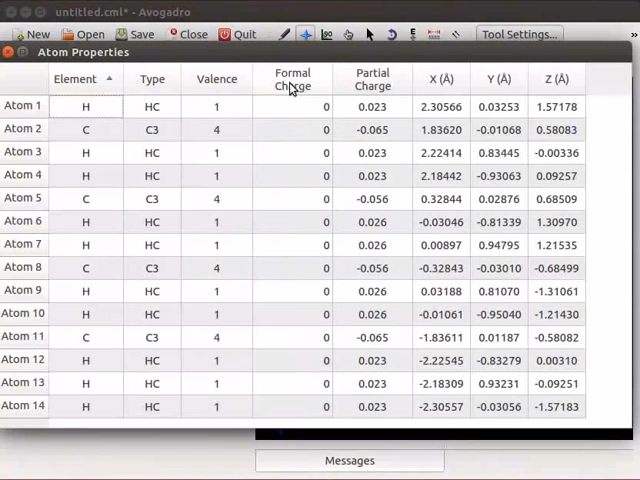 untitled.cml* - Avogadro
New Open Save Close Quit E Tool Settings... »
Atom Properties
Element Type Valence Formal Charge Partial Charge X (Å) Y (Å) Z (Å)
Atom 1 H HC 1 0 0.023 2.30566 0.03253 1.57178
Atom 2 C C3 4 0 -0.065 1.83620 -0.01068 0.58083
Atom 3 H HC 1 0 0.023 2.22414 0.83445 -0.00336
Atom 4 H HC 1 0 0.023 2.18442 -0.93063 0.09257
Atom 5 C C3 4 0 -0.056 0.32844 0.02876 0.68509
Atom 6 H HC 1 0 0.026 -0.03046 -0.81339 1.30970
Atom 7 H HC 1 0 0.026 0.00897 0.94795 1.21535
Atom 8 C C3 4 0 -0.056 -0.32843 -0.03010 -0.68499
Atom 9 H HC 1 0 0.026 0.03188 0.81070 -1.31061
Atom 10 H HC 1 0 0.026 -0.01061 -0.95040 -1.21430
Atom 11 C C3 4 0 -0.065 -1.83611 0.01187 -0.58082
Atom 12 H HC 1 0 0.023 -2.22545 -0.83279 0.00310
Atom 13 H HC 1 0 0.023 -2.18309 0.93231 -0.09251
Atom 14 H HC 1 0 0.023 -2.30557 -0.03056 -1.57183
Messages